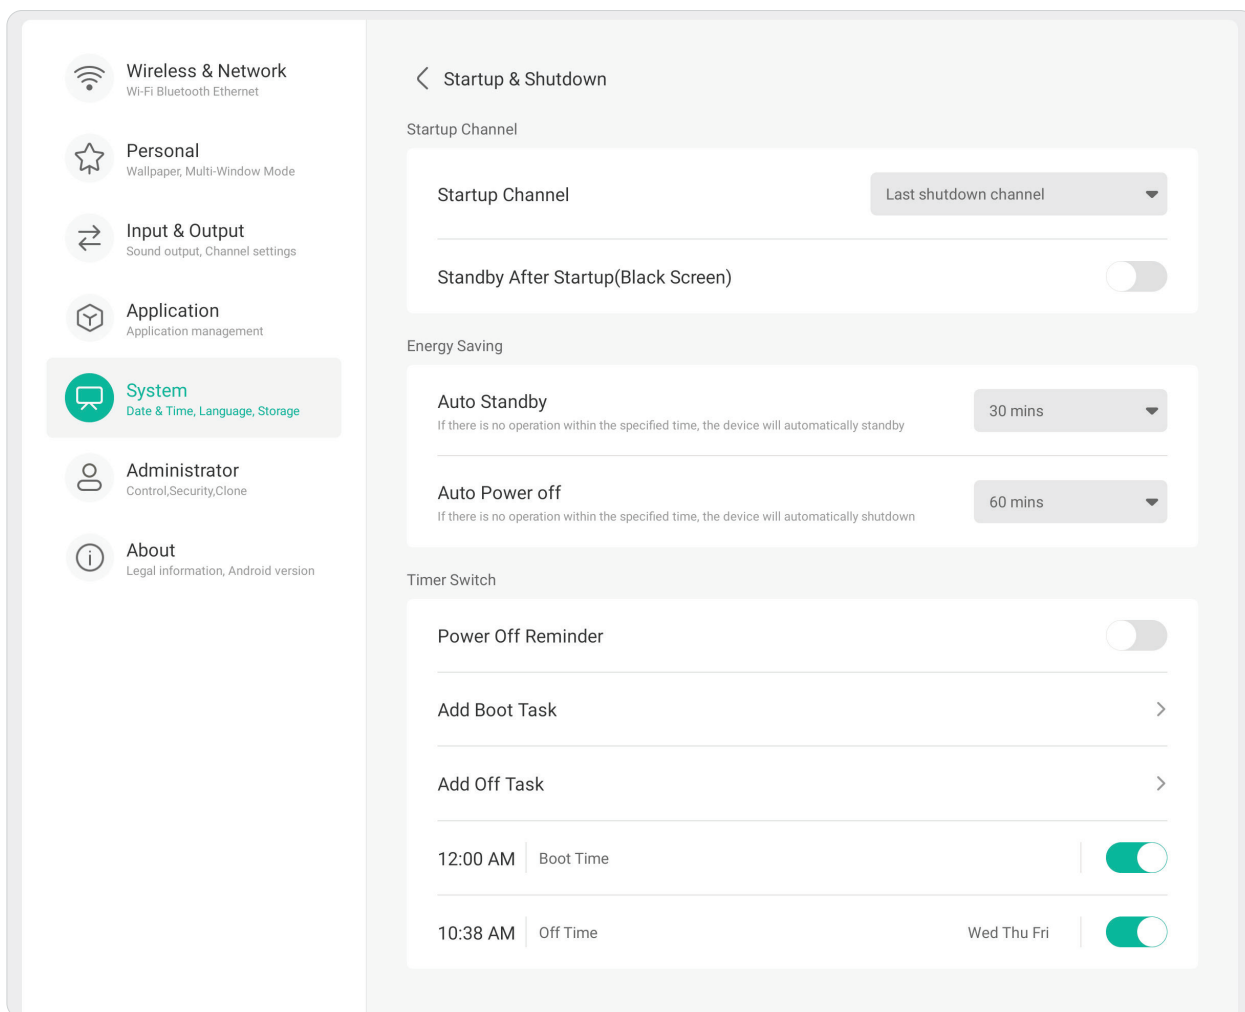 Wireless & Network
Wi-Fi Bluetooth Ethernet
Personal
Wallpaper, Multi-Window Mode
Input & Output
Sound output, Channel settings
Application
Application management
System
Date & Time, Language, Storage
Administrator
Control,Security,Clone
About
Legal information, Android version
Startup & Shutdown
Startup Channel
Startup Channel
Last shutdown channel
Standby After Startup(Black Screen)
Energy Saving
Auto Standby
30 mins
If there is no operation within the specified time, the device will automatically standby
Auto Power off
60 mins
If there is no operation within the specified time, the device will automatically shutdown
Timer Switch
Power Off Reminder
Add Boot Task
Add Off Task
12:00 AM Boot Time
10:38 AM Off Time Wed Thu Fri